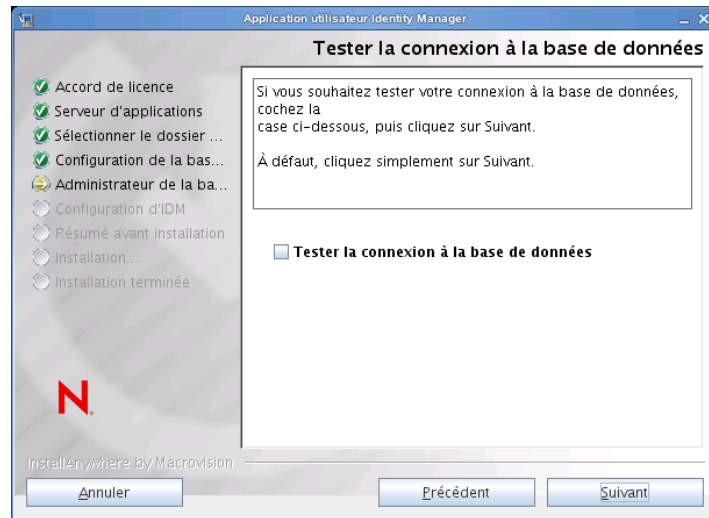 Application utilisateur Identity Manager
Tester la connexion à la base de données
Accord de licence
Serveur d'applications
Sélectionner le dossier ...
Configuration de la bas...
Administrateur de la ba...
Configuration d'IDM
Résumé avant installation
Installation...
Installation terminée
Si vous souhaitez tester votre connexion à la base de données,
cochez la
case ci-dessous, puis cliquez sur Suivant.
À défaut, cliquez simplement sur Suivant.
Tester la connexion à la base de données
N.
InstallAnywhere by Macrovision
Annuler
Précédent
Suivant